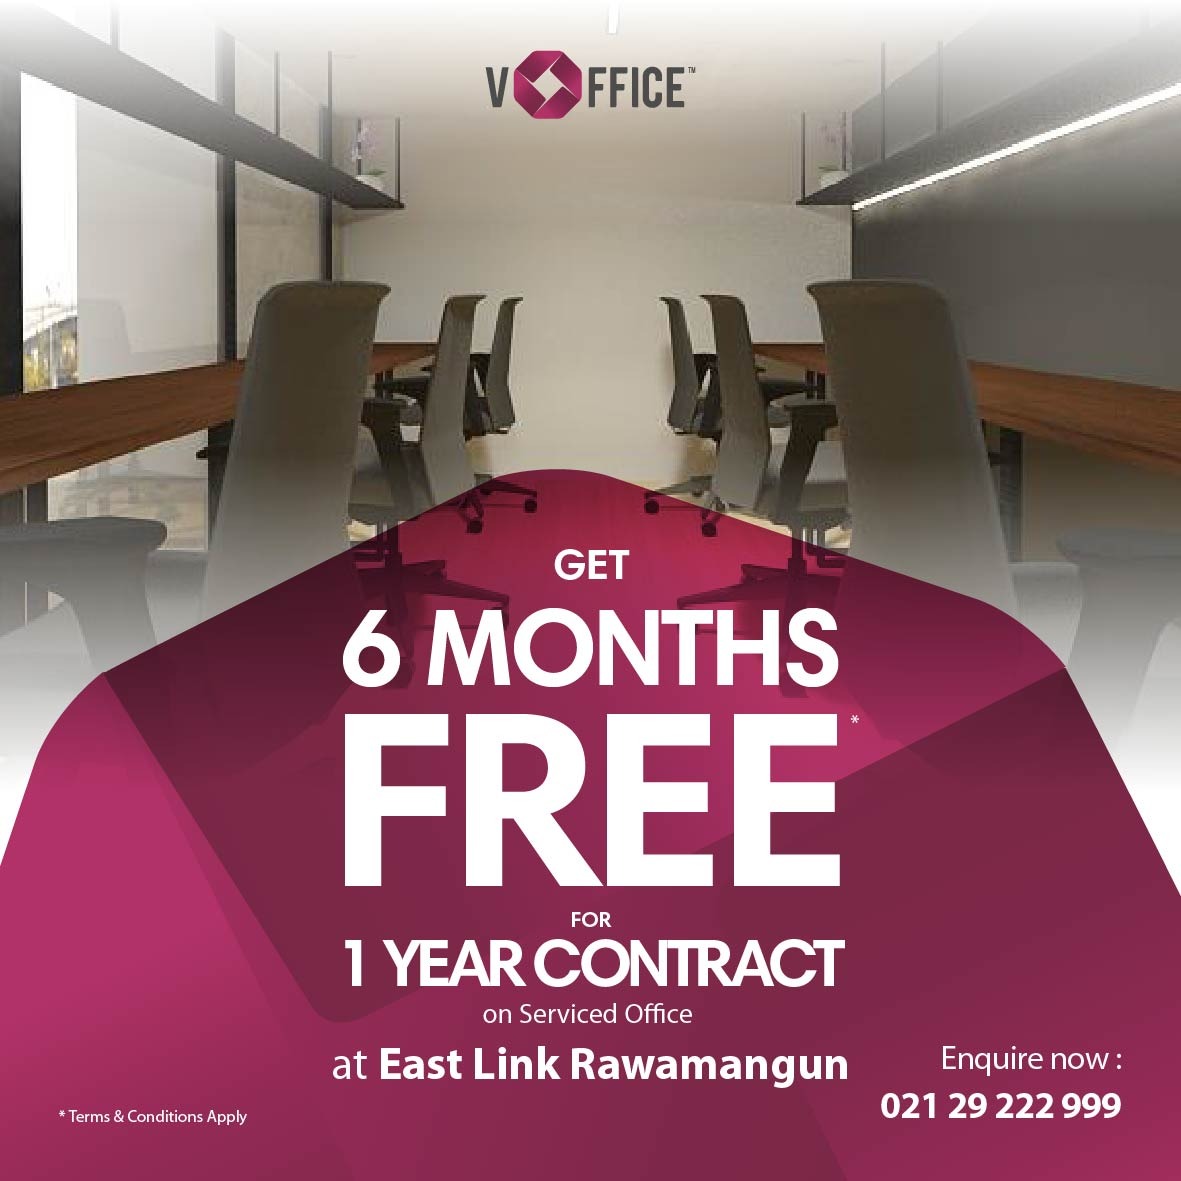 VOFFICE™
GET
6 MONTHS
FREE*
FOR
1 YEAR CONTRACT
on Serviced Office
at East Link Rawamangun
Enquire now :
021 29 222 999
* Terms & Conditions Apply